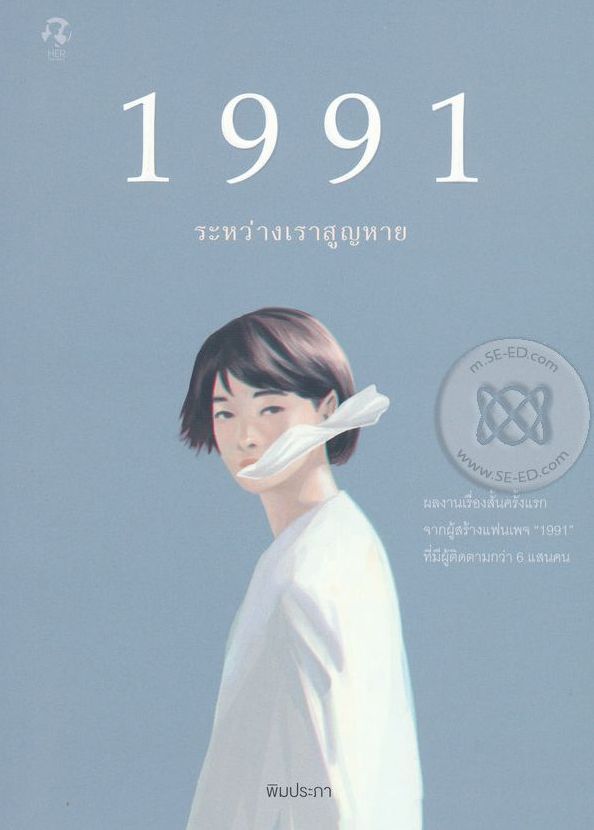 HER
1991
ระหว่างเราสูญหาย
m.SE-ED.com
www.SE-ED.com
ผลงานเรื่องสั้นครั้งแรก
จากผู้สร้างแฟนเพจ "1991"
ที่มีผู้ติดตามกว่า 6 แสนคน
พิมประภา